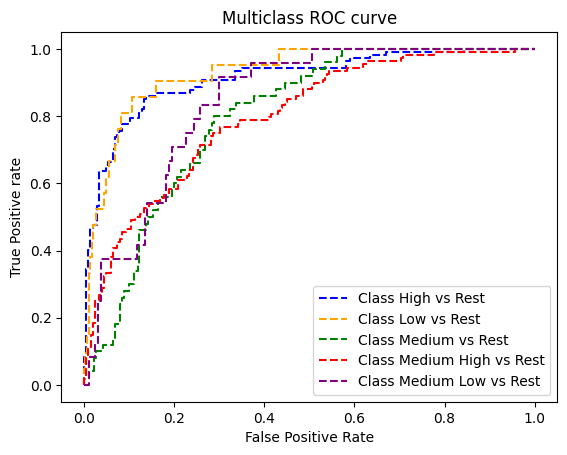 Multiclass ROC curve
True Positive rate
1.0
0.8
0.6
0.4
0.2
0.0
Class High vs Rest
Class Low vs Rest
Class Medium vs Rest
Class Medium High vs Rest
Class Medium Low vs Rest
0.0 0.2 0.4 0.6 0.8 1.0
False Positive Rate